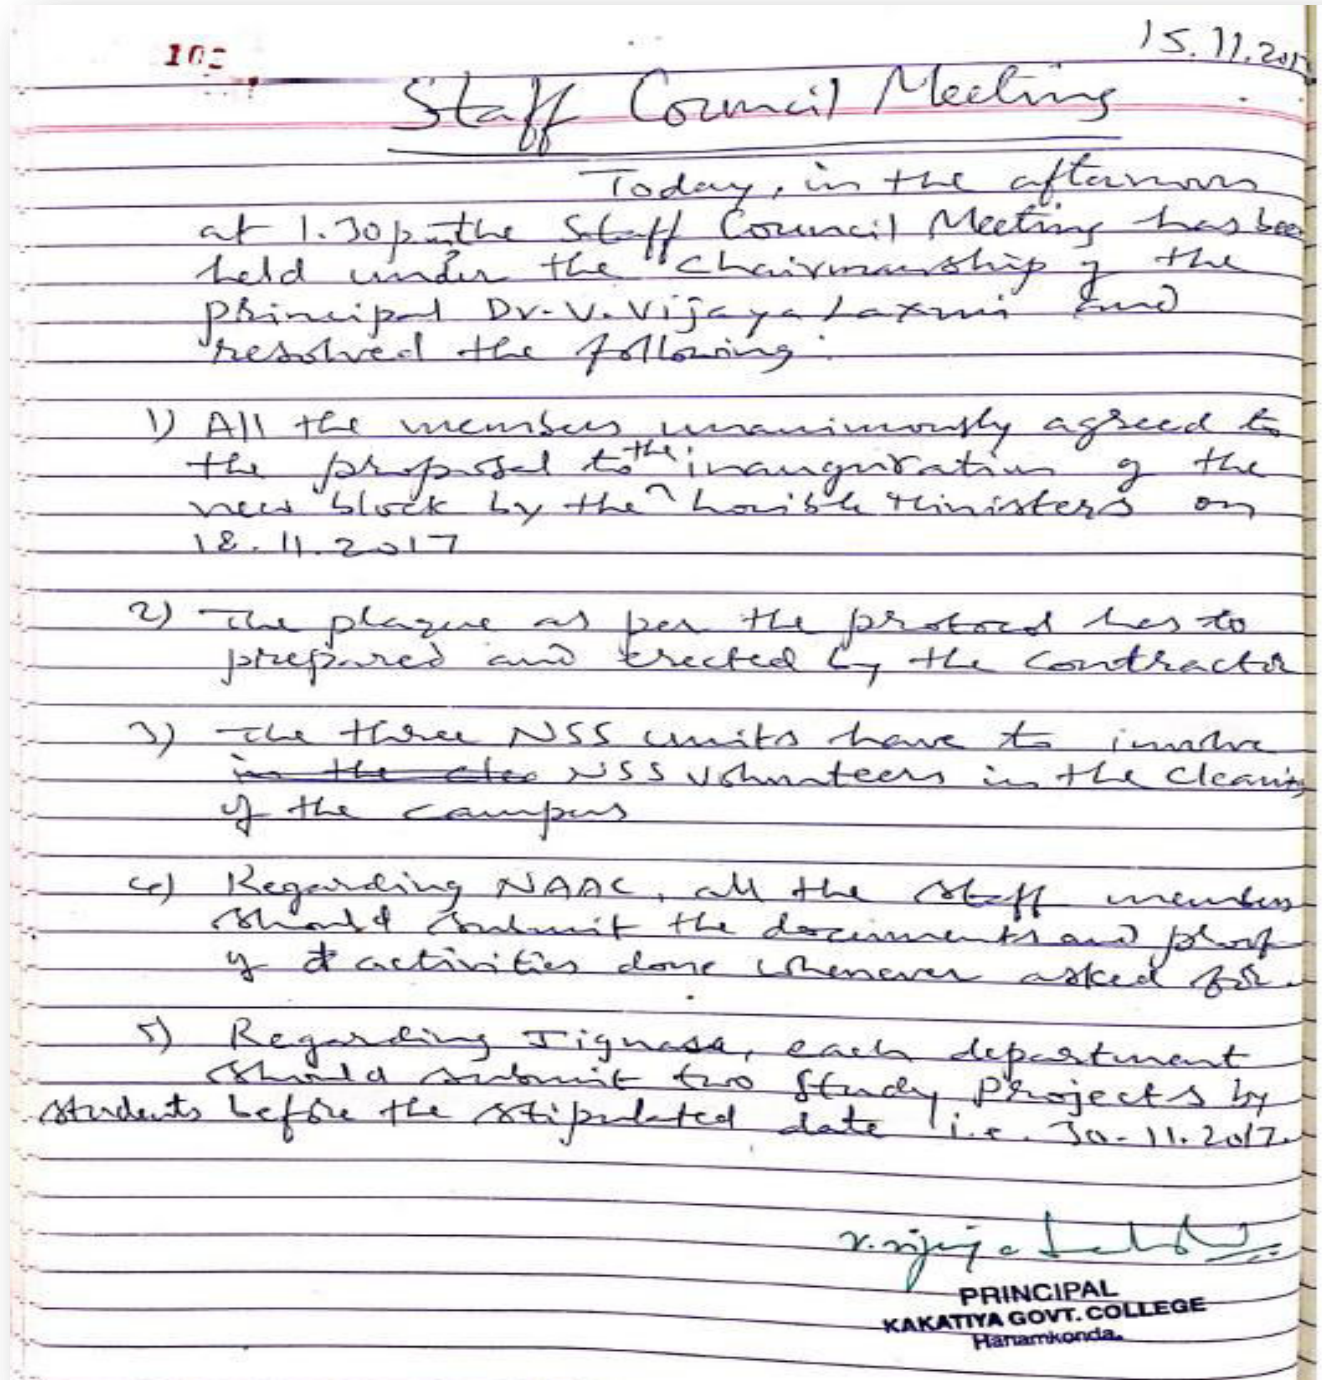 15.11.201
Staff Council Meeting
Today, in the afternoon
at 1.30 p.m the Staff Council Meeting has been
held under the Chairmanship of the
principal Dr. V. Vijaya Laxmi and
resolved the following:
1) All the members unanimously agreed to
the proposal to the inauguration of the
new block by the hon'ble Ministers on
18.11.2017
2) The plaque as per the protocol has to
prepared and erected by the contractor
3) The three NSS units have to involve
in the clea NSS volunteers in the cleaning
of the campus
4) Regarding NAAC, all the staff members
should submit the documents and proof
of activities done whenever asked for.
5) Regarding Jignasa, each department
should submit two Study Projects by
students before the stipulated date i.e. 30-11.2017.
V. Vijaya
PRINCIPAL
KAKATIYA GOVT. COLLEGE
Hanamkonda.